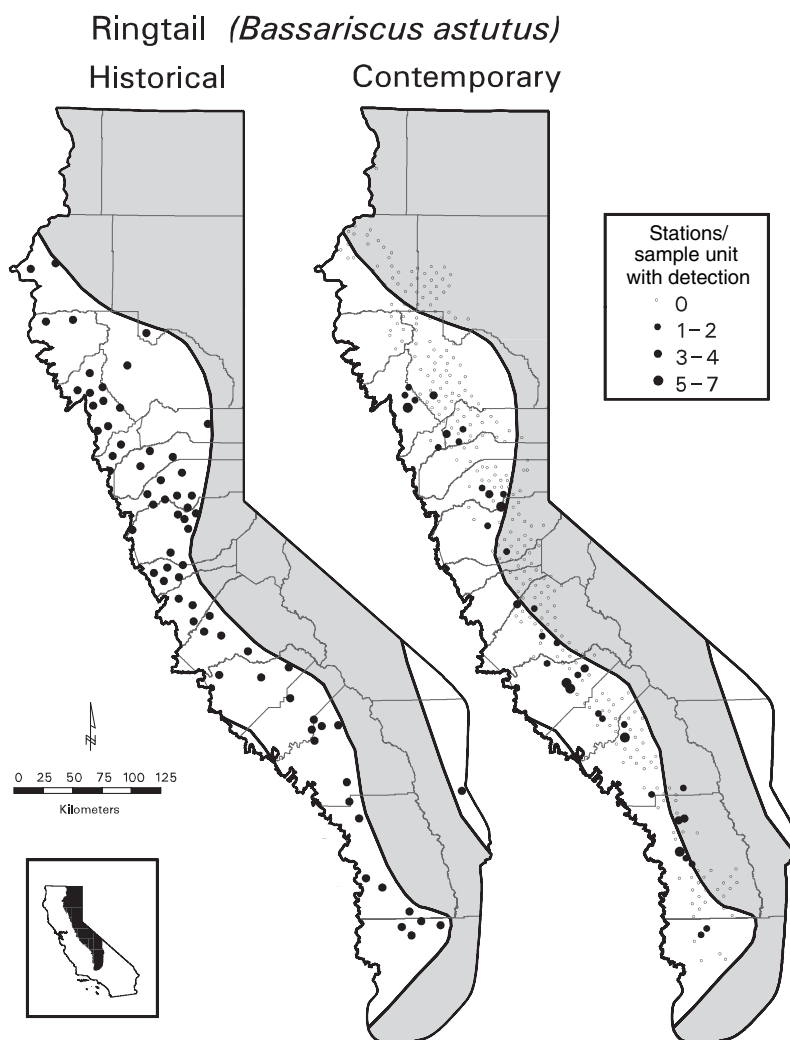 Ringtail (Bassariscus astutus)
Historical
Contemporary
Stations/
sample unit
with detection
0
1–2
3–4
5–7
N
0 25 50 75 100 125
Kilometers